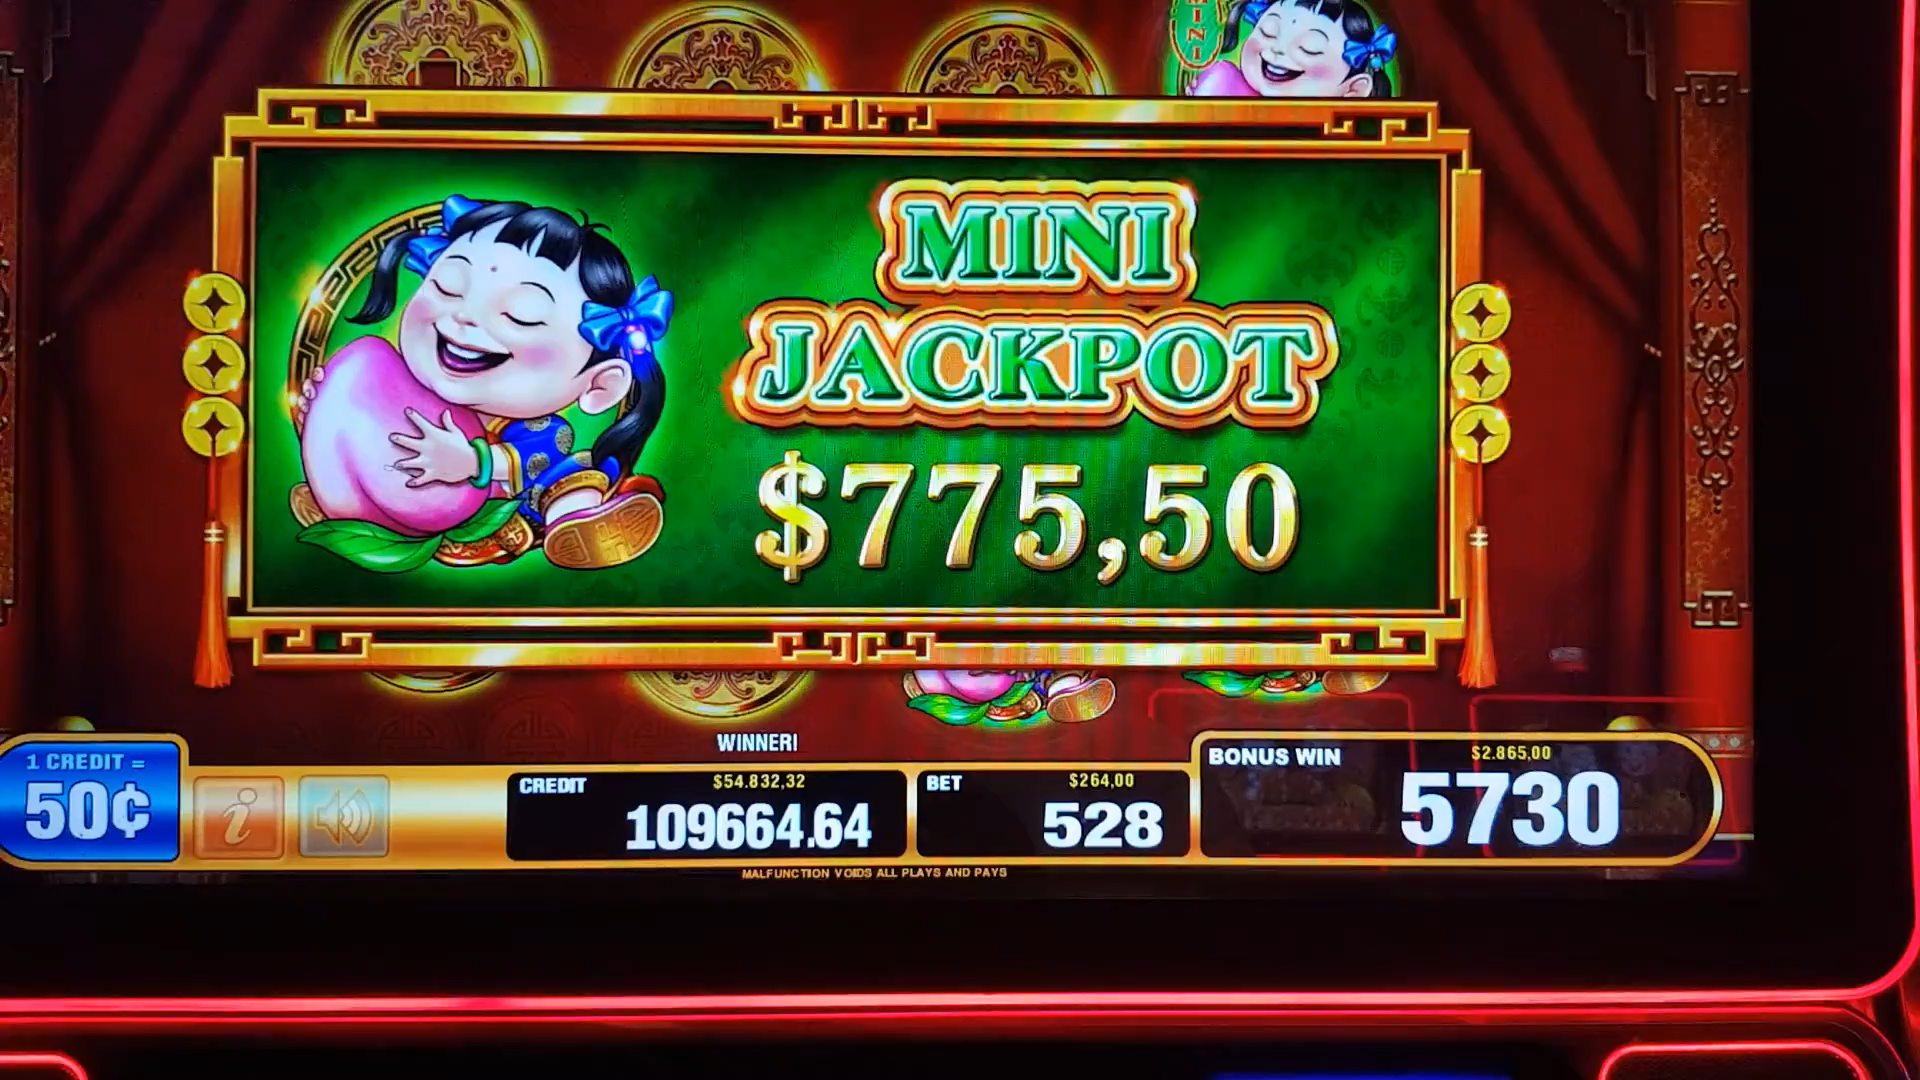 MINI
MINI
JACKPOT
$775,50
WINNER!
1 CREDIT =
50¢
i
CREDIT
$54.832,32
109664.64
BET
$264,00
528
BONUS WIN
$2.865,00
5730
MALFUNCTION VOIDS ALL PLAYS AND PAYS